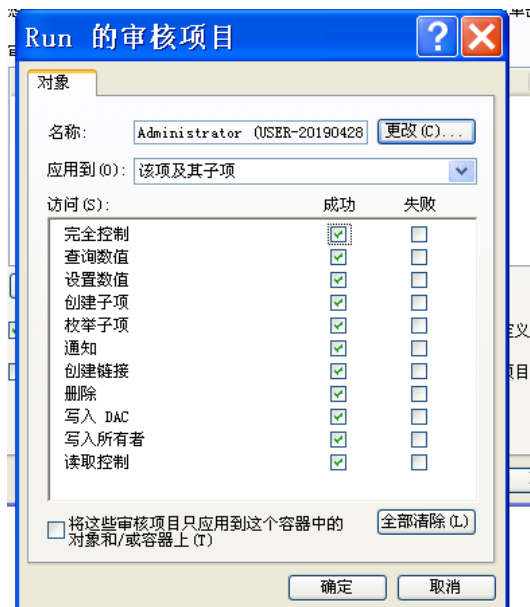 Run 的审核项目
对象
名称: Administrator (USER-20190428 更改(C)...
应用到(O): 该项及其子项
访问(S): 成功 失败
完全控制
查询数值
设置数值
创建子项
枚举子项
通知
创建链接
删除
写入 DAC
写入所有者
读取控制
将这些审核项目只应用到这个容器中的
对象和/或容器上(T)
全部清除(L)
确定 取消